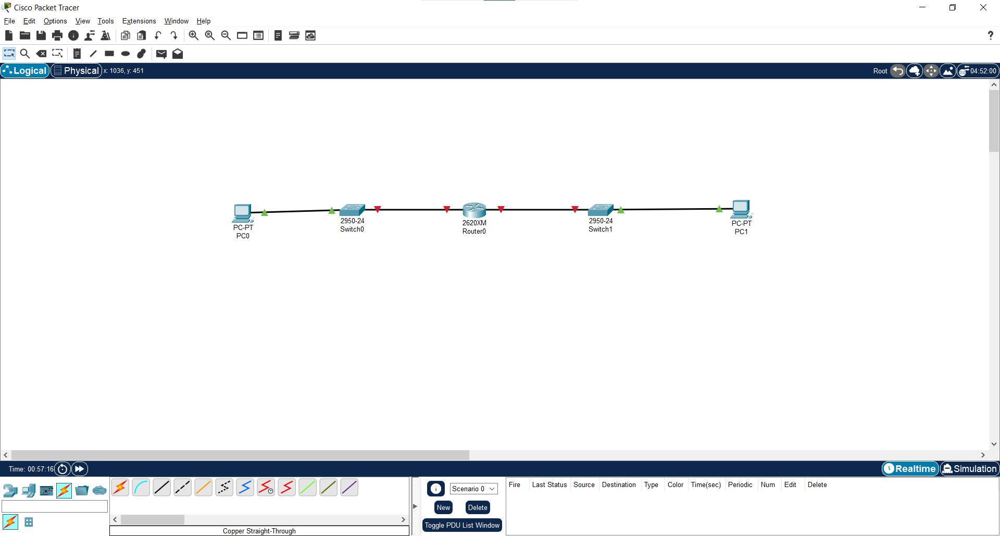 Cisco Packet Tracer
File Edit Options View Tools Extensions Window Help
?
Logical Physical x: 1036, y: 451 Root 04:52:00
PC-PT
PC0
2950-24
Switch0
2620XM
Router0
2950-24
Switch1
PC-PT
PC1
Time: 00:57:16 Realtime Simulation
Scenario 0
New Delete
Toggle PDU List Window
Fire Last Status Source Destination Type Color Time(sec) Periodic Num Edit Delete
Copper Straight-Through